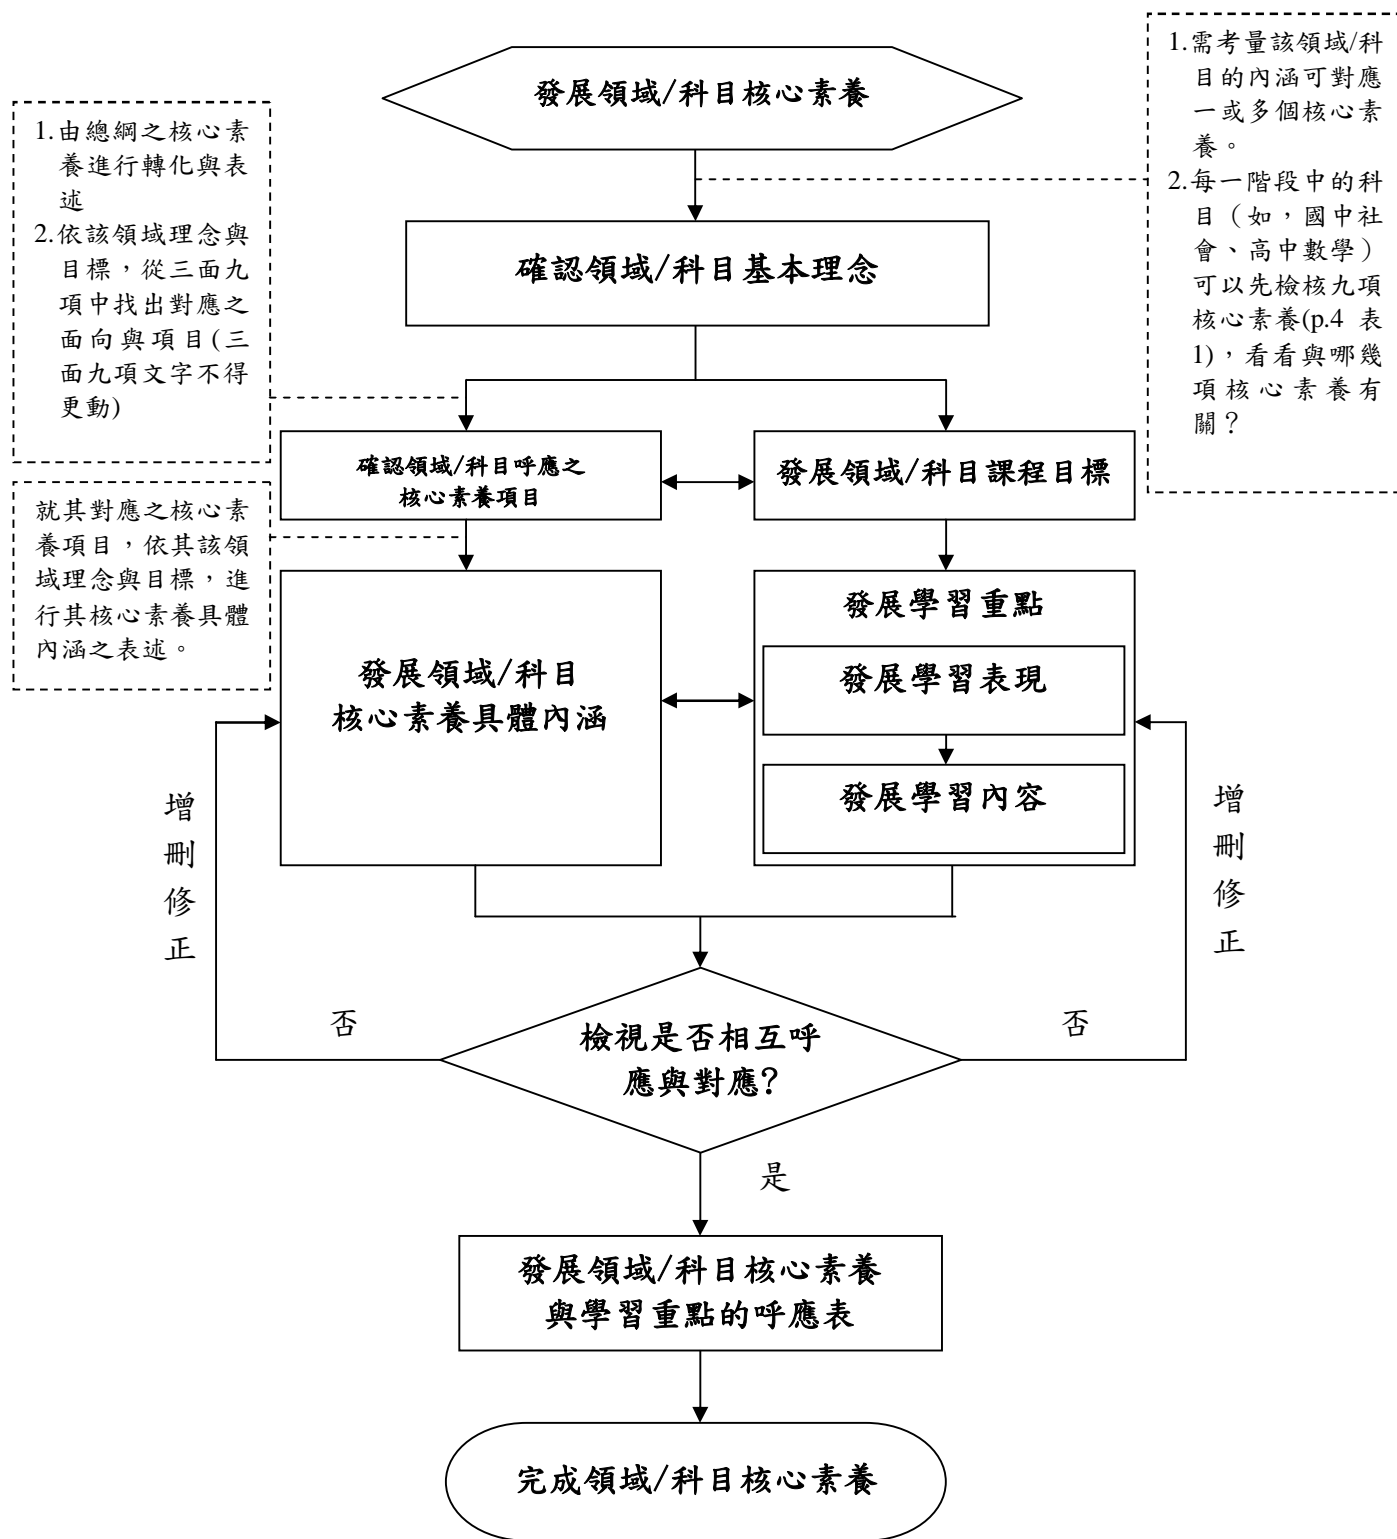 發展領域/科目核心素養
1.需考量該領域/科
目的內涵可對應
一或多個核心素
養。
2.每一階段中的科
目（如，國中社
會、高中數學）
可以先檢核九項
核心素養(p.4 表
1)，看看與哪幾
項核心素養有
關？
1.由總綱之核心素
養進行轉化與表
述
2.依該領域理念與
目標，從三面九
項中找出對應之
面向與項目(三
面九項文字不得
更動)
確認領域/科目基本理念
確認領域/科目呼應之
核心素養項目
發展領域/科目課程目標
就其對應之核心素
養項目，依其該領
域理念與目標，進
行其核心素養具體
內涵之表述。
發展領域/科目
核心素養具體內涵
發展學習重點
發展學習表現
發展學習內容
增
刪
修
正
增
刪
修
正
否
檢視是否相互呼
應與對應?
否
是
發展領域/科目核心素養
與學習重點的呼應表
完成領域/科目核心素養